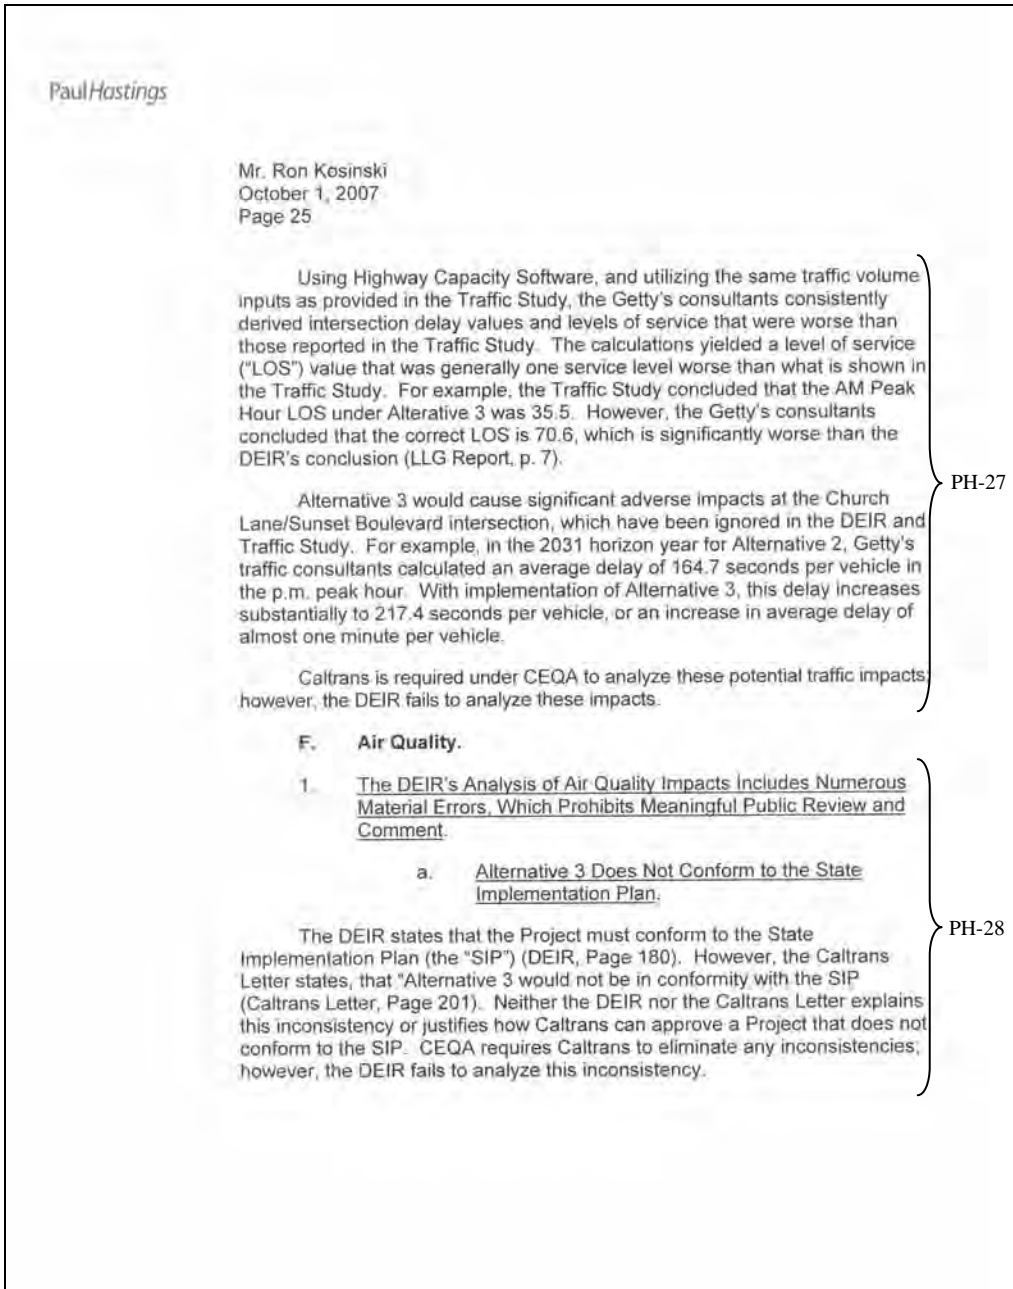 PaulHastings
Mr. Ron Kosinski
October 1, 2007
Page 25
Using Highway Capacity Software, and utilizing the same traffic volume
inputs as provided in the Traffic Study, the Getty's consultants consistently
derived intersection delay values and levels of service that were worse than
those reported in the Traffic Study. The calculations yielded a level of service
("LOS") value that was generally one service level worse than what is shown in
the Traffic Study. For example, the Traffic Study concluded that the AM Peak
Hour LOS under Alterative 3 was 35.5. However, the Getty's consultants
concluded that the correct LOS is 70.6, which is significantly worse than the
DEIR's conclusion (LLG Report, p. 7).
PH-27
Alternative 3 would cause significant adverse impacts at the Church
Lane/Sunset Boulevard intersection, which have been ignored in the DEIR and
Traffic Study. For example, in the 2031 horizon year for Alternative 2, Getty's
traffic consultants calculated an average delay of 164.7 seconds per vehicle in
the p.m. peak hour. With implementation of Alternative 3, this delay increases
substantially to 217.4 seconds per vehicle, or an increase in average delay of
almost one minute per vehicle.
Caltrans is required under CEQA to analyze these potential traffic impacts;
however, the DEIR fails to analyze these impacts.
F. Air Quality.
1. The DEIR's Analysis of Air Quality Impacts Includes Numerous
Material Errors, Which Prohibits Meaningful Public Review and
Comment.
a. Alternative 3 Does Not Conform to the State
Implementation Plan.
PH-28
The DEIR states that the Project must conform to the State
Implementation Plan (the "SIP") (DEIR, Page 180). However, the Caltrans
Letter states, that "Alternative 3 would not be in conformity with the SIP
(Caltrans Letter, Page 201). Neither the DEIR nor the Caltrans Letter explains
this inconsistency or justifies how Caltrans can approve a Project that does not
conform to the SIP. CEQA requires Caltrans to eliminate any inconsistencies;
however, the DEIR fails to analyze this inconsistency.